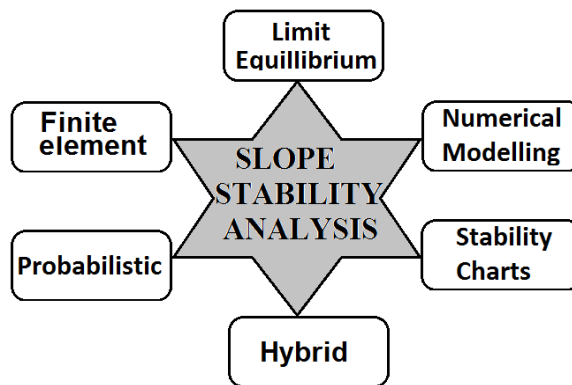 Limit
Equillibrium
Finite
element
Numerical
Modelling
SLOPE
STABILITY
ANALYSIS
Probabilistic
Stability
Charts
Hybrid